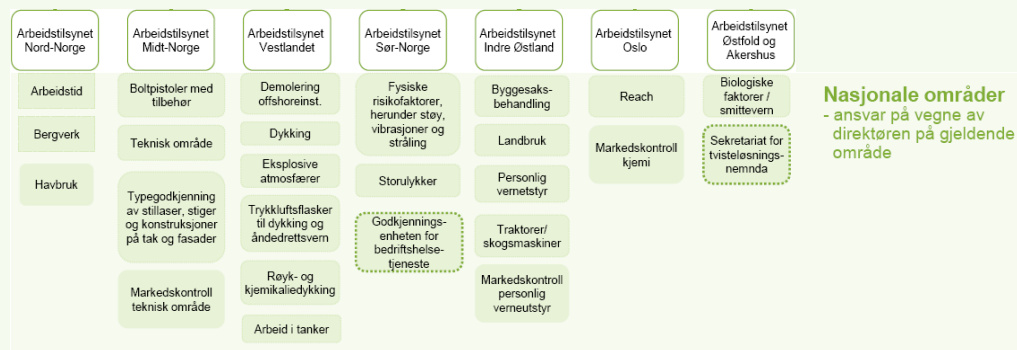 Arbeidstilsynet
Nord-Norge
Arbeidstid
Bergverk
Havbruk
Arbeidstilsynet
Midt-Norge
Boltpistoler med
tilbehør
Teknisk område
Typegodkjenning
av stillaser, stiger
og konstruksjoner
på tak og fasader
Markedskontroll
teknisk område
Arbeidstilsynet
Vestlandet
Demolering
offshoreinst.
Dykking
Eksplosive
atmosfærer
Trykkluftsflasker
til dykking og
åndedrettsvern
Røyk- og
kjemikaliedykking
Arbeid i tanker
Arbeidstilsynet
Sør-Norge
Fysiske
risikofaktorer,
herunder støy,
vibrasjoner og
stråling
Storulykker
Godkjennings-
enheten for
bedriftshelse-
tjeneste
Arbeidstilsynet
Indre Østland
Byggesaks-
behandling
Landbruk
Personlig
vernetstyr
Traktorer/
skogsmaskiner
Markedskontroll
personlig
verneutstyr
Arbeidstilsynet
Oslo
Reach
Markedskontroll
kjemi
Arbeidstilsynet
Østfold og
Akershus
Biologiske
faktorer /
smittevern
Sekretariat for
tvisteløsnings-
nemnda
Nasjonale områder
- ansvar på vegne av
direktøren på gjeldende
område